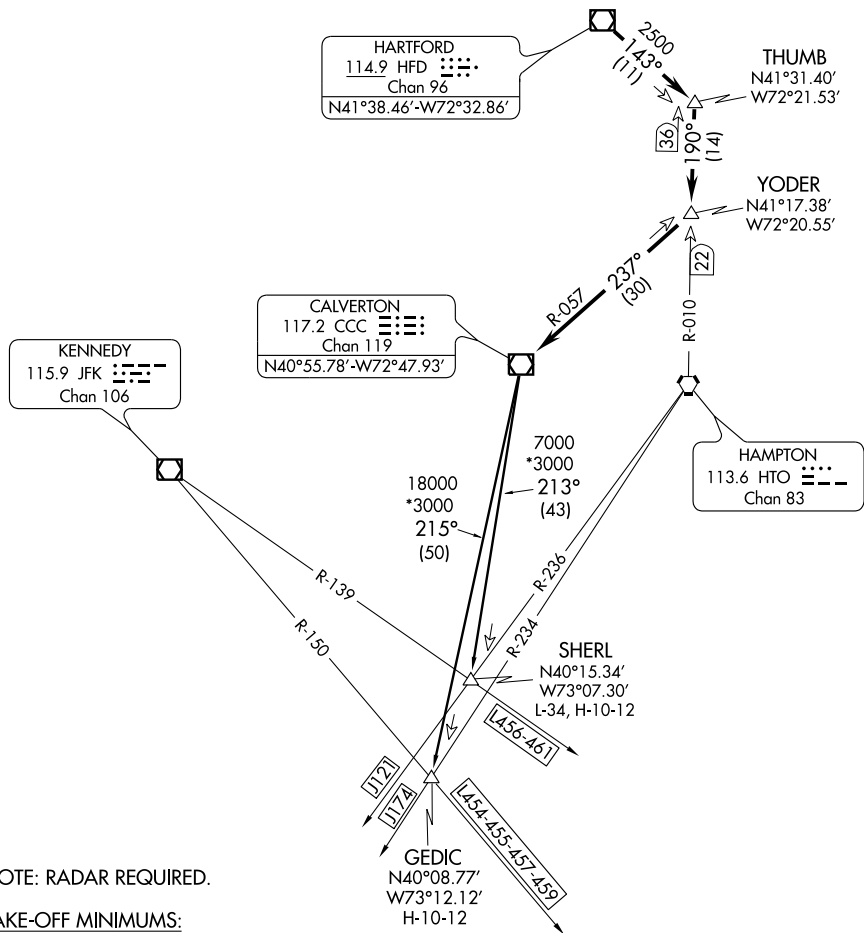 HARTFORD
114.9 HFD
Chan 96
N41°38.46′-W72°32.86′
2500
143°
(11)
THUMB
N41°31.40′
W72°21.53′
36
190°
(14)
YODER
N41°17.38′
W72°20.55′
22
R-057
237°
(30)
R-010
CALVERTON
117.2 CCC
Chan 119
N40°55.78′-W72°47.93′
KENNEDY
115.9 JFK
Chan 106
HAMPTON
113.6 HTO
Chan 83
7000
*3000
213°
(43)
18000
*3000
215°
(50)
R-139
R-150
R-236
R-234
SHERL
N40°15.34′
W73°07.30′
L-34, H-10-12
L456-461
J121
J174
L454-455-457-459
GEDIC
N40°08.77′
W73°12.12′
H-10-12
OTE: RADAR REQUIRED.
AKE-OFF MINIMUMS: